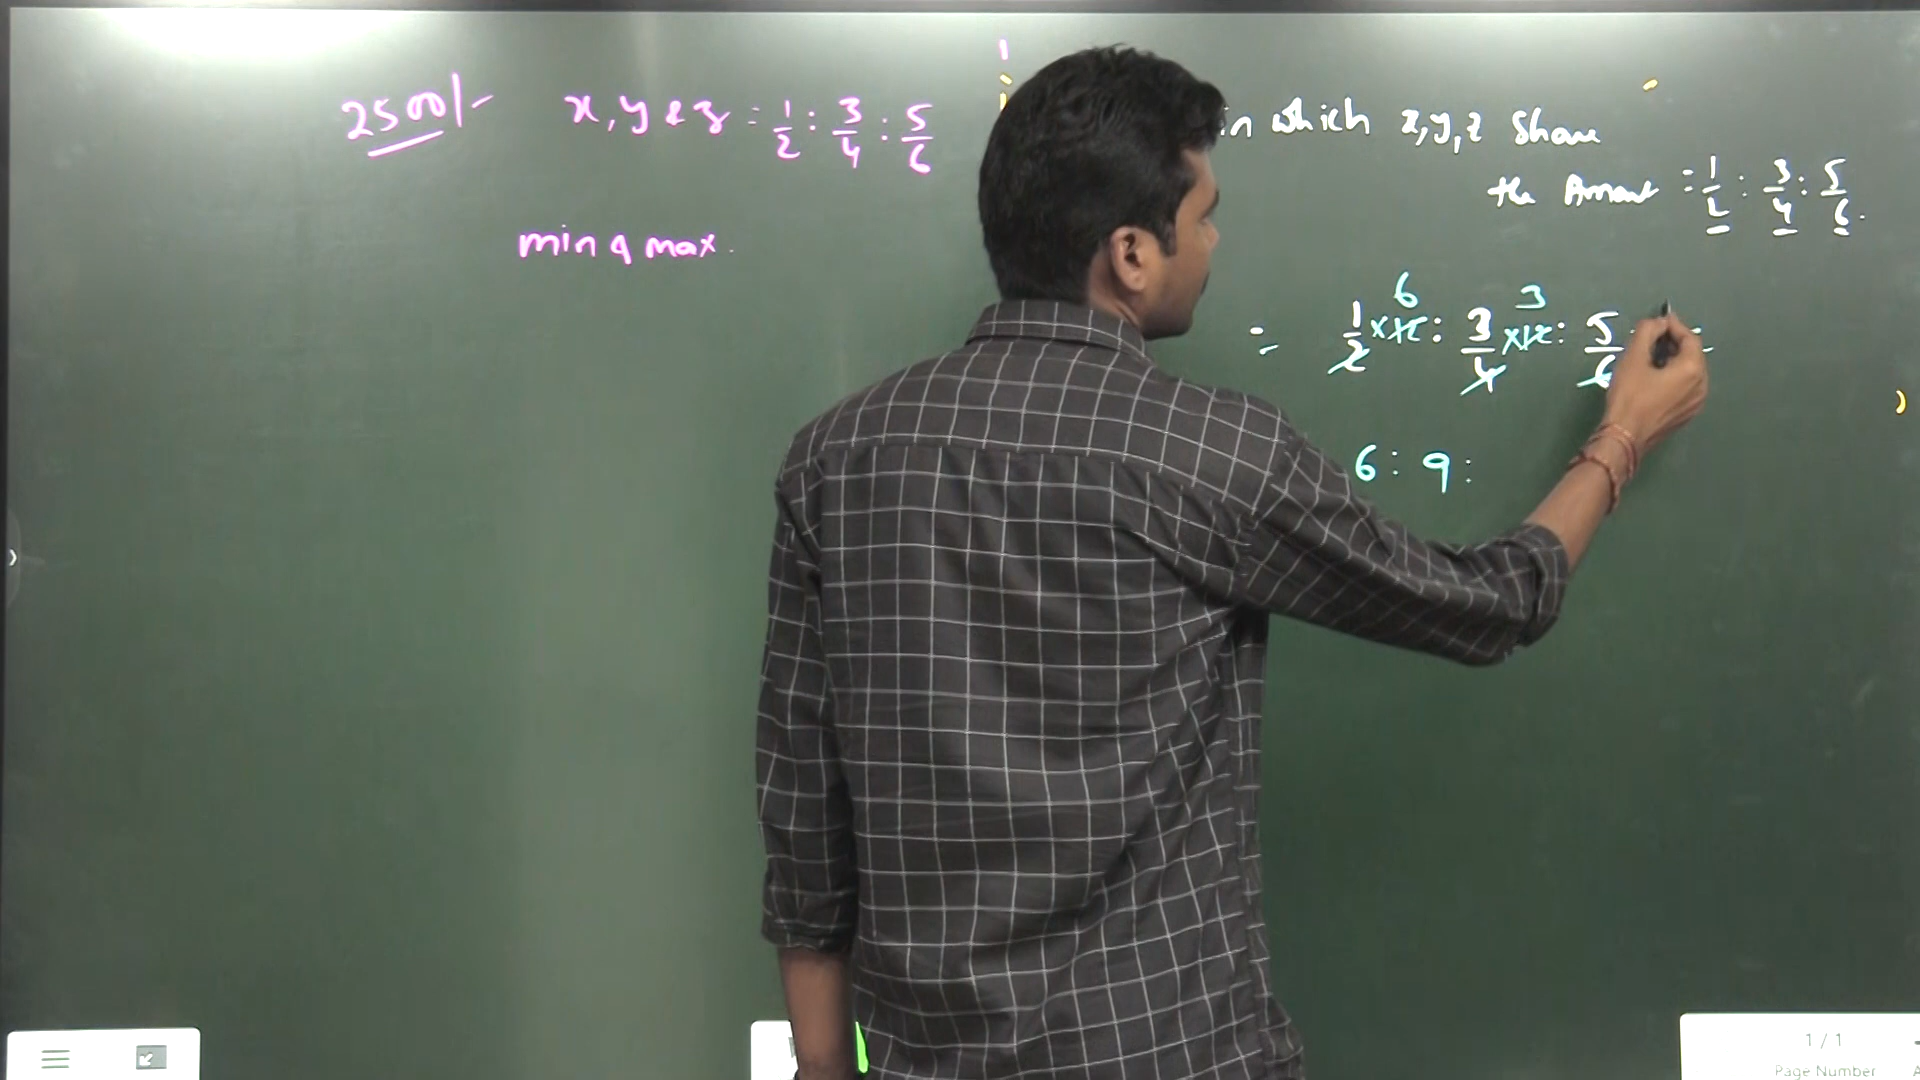 2500/- x, y & z = 1/2 : 3/4 : 5/6
min & max.
in which x, y, z share
the Amount = 1/2 : 3/4 : 5/6.
= 1/2 × 12 6 : 3/4 × 12 3 : 5/6 =
6 : 9 :
1 / 1
Page Number